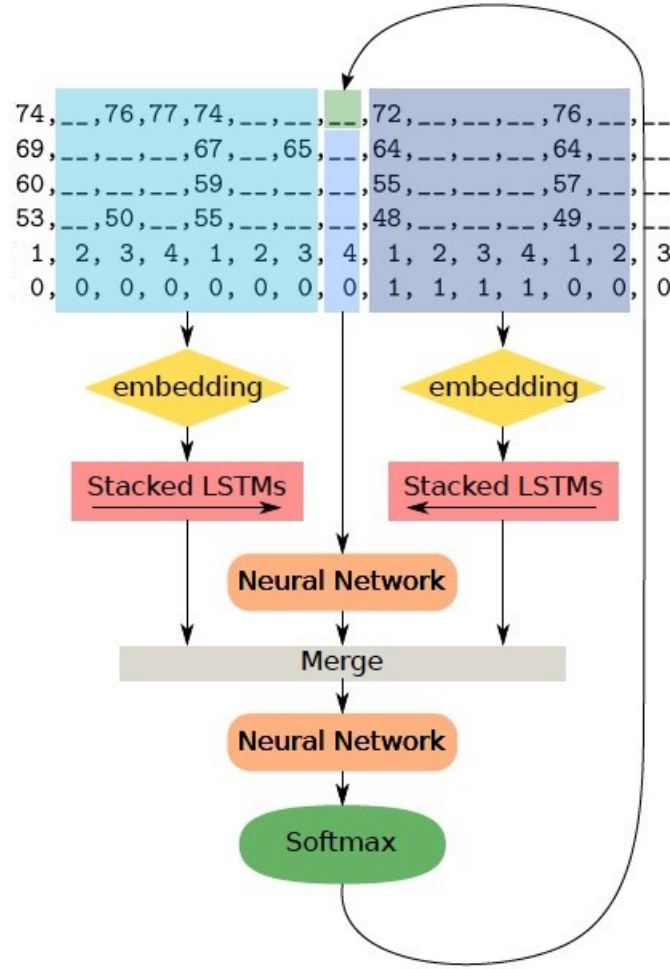 74,__,76,77,74,__,__,__,72,__,__,__,76,__,__
69,__,__,__,67,__,65,__,64,__,__,__,64,__,__
60,__,__,__,59,__,__,__,55,__,__,__,57,__,__
53,__,50,__,55,__,__,__,48,__,__,__,49,__,__
1, 2, 3, 4, 1, 2, 3, 4, 1, 2, 3, 4, 1, 2, 3
0, 0, 0, 0, 0, 0, 0, 0, 1, 1, 1, 1, 0, 0, 0
embedding embedding
Stacked LSTMs Stacked LSTMs
Neural Network
Merge
Neural Network
Softmax